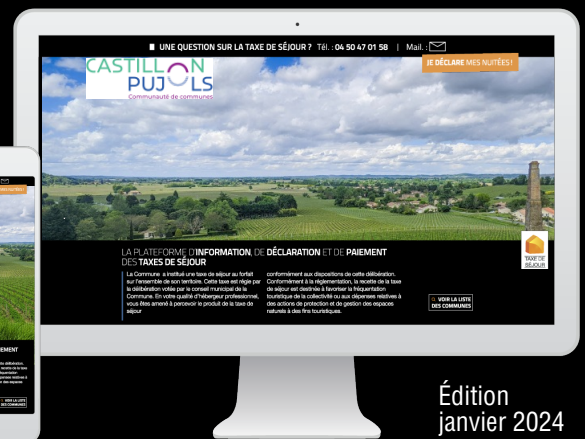 ■ UNE QUESTION SUR LA TAXE DE SÉJOUR ? Tél. : 04 50 47 01 58 | Mail. :
JE DÉCLARE MES NUITÉES !
CASTILLON
PUJOLS
Communauté de communes
TAXE DE
SÉJOUR
LA PLATEFORME D'INFORMATION, DE DÉCLARATION ET DE PAIEMENT
DES TAXES DE SÉJOUR
La Commune a institué une taxe de séjour au forfait
sur l'ensemble de son territoire. Cette taxe est régie par
la délibération votée par le conseil municipal de la
Commune. En votre qualité d'hébergeur professionnel,
vous êtes amené à percevoir le produit de la taxe de
séjour
conformément aux dispositions de cette délibération.
Conformément à la réglementation, la recette de la taxe
de séjour est destinée à favoriser la fréquentation
touristique de la collectivité ou aux dépenses relatives à
des actions de protection et de gestion des espaces
naturels à des fins touristiques.
VOIR LA LISTE
DES COMMUNES
EMENT
VOIR LA LISTE
DES COMMUNES
Édition
janvier 2024